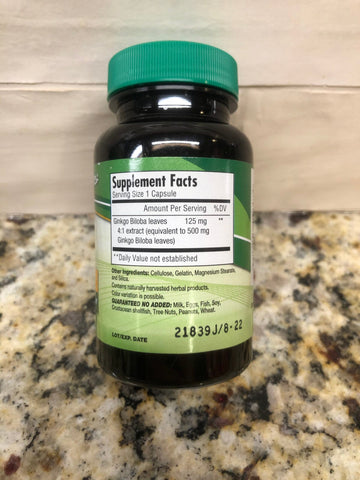 Supplement Facts
Serving Size 1 Capsule
Amount Per Serving %DV
Ginkgo Biloba leaves 125 mg **
4:1 extract (equivalent to 500 mg
Ginkgo Biloba leaves)
**Daily Value not established
Other Ingredients: Cellulose, Gelatin, Magnesium Stearate,
and Silica.
Contains naturally harvested herbal products.
Color variation is possible.
GUARANTEED NO ADDED: Milk, Eggs, Fish, Soy,
Crustacean shellfish, Tree Nuts, Peanuts, Wheat.
LOT/EXP. DATE 21839J/8-22